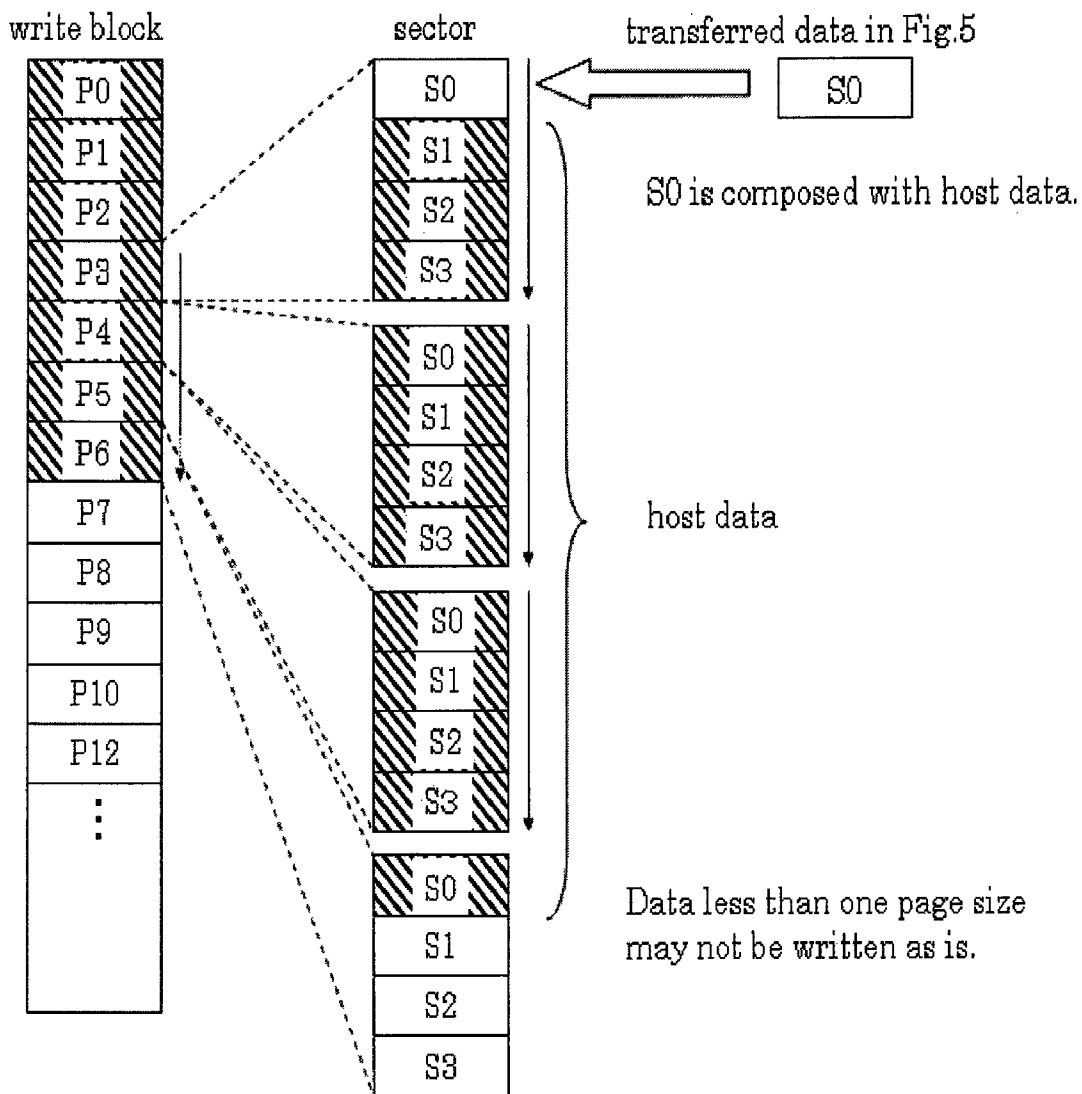 write block
sector
transferred data in Fig.5
P0
P1
P2
P3
P4
P5
P6
P7
P8
P9
P10
P12
⋮
S0
S1
S2
S3
S0
S1
S2
S3
S0
S1
S2
S3
S0
S1
S2
S3
S0
S0 is composed with host data.
host data
Data less than one page size
may not be written as is.